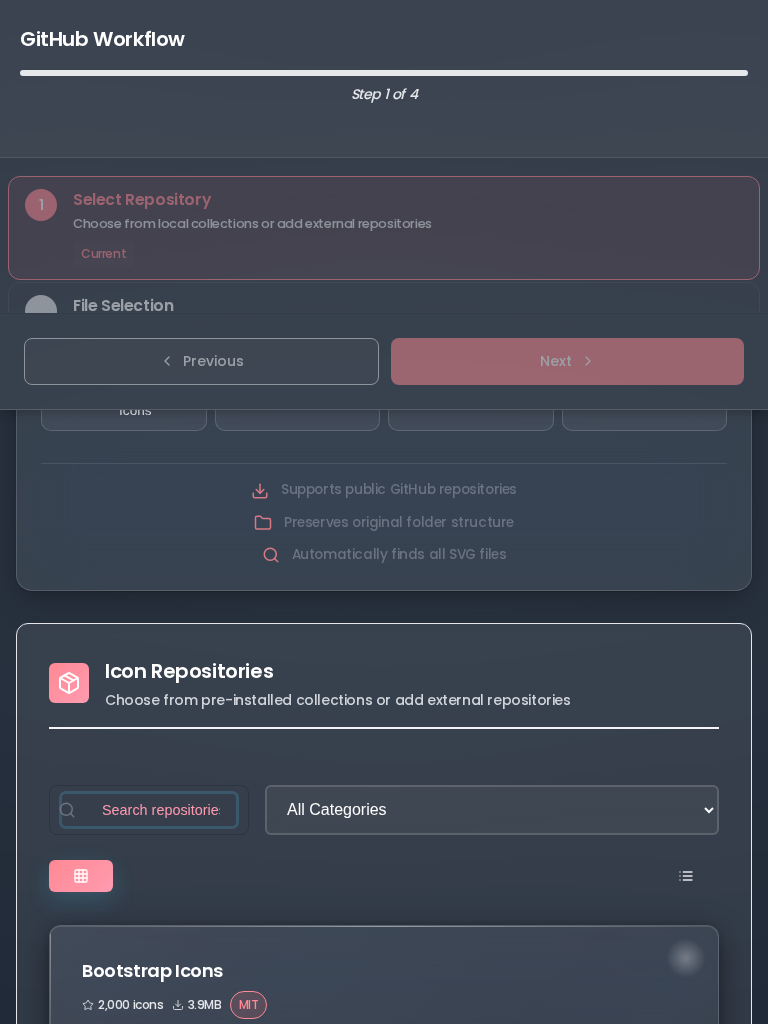 GitHub Workflow
Step 1 of 4
1
Select Repository
Choose from local collections or add external repositories
Current
File Selection
Previous
Next
Icons
Supports public GitHub repositories
Preserves original folder structure
Automatically finds all SVG files
Icon Repositories
Choose from pre-installed collections or add external repositories
Search repositories
All Categories
Bootstrap Icons
2,000 icons 3.9MB MIT